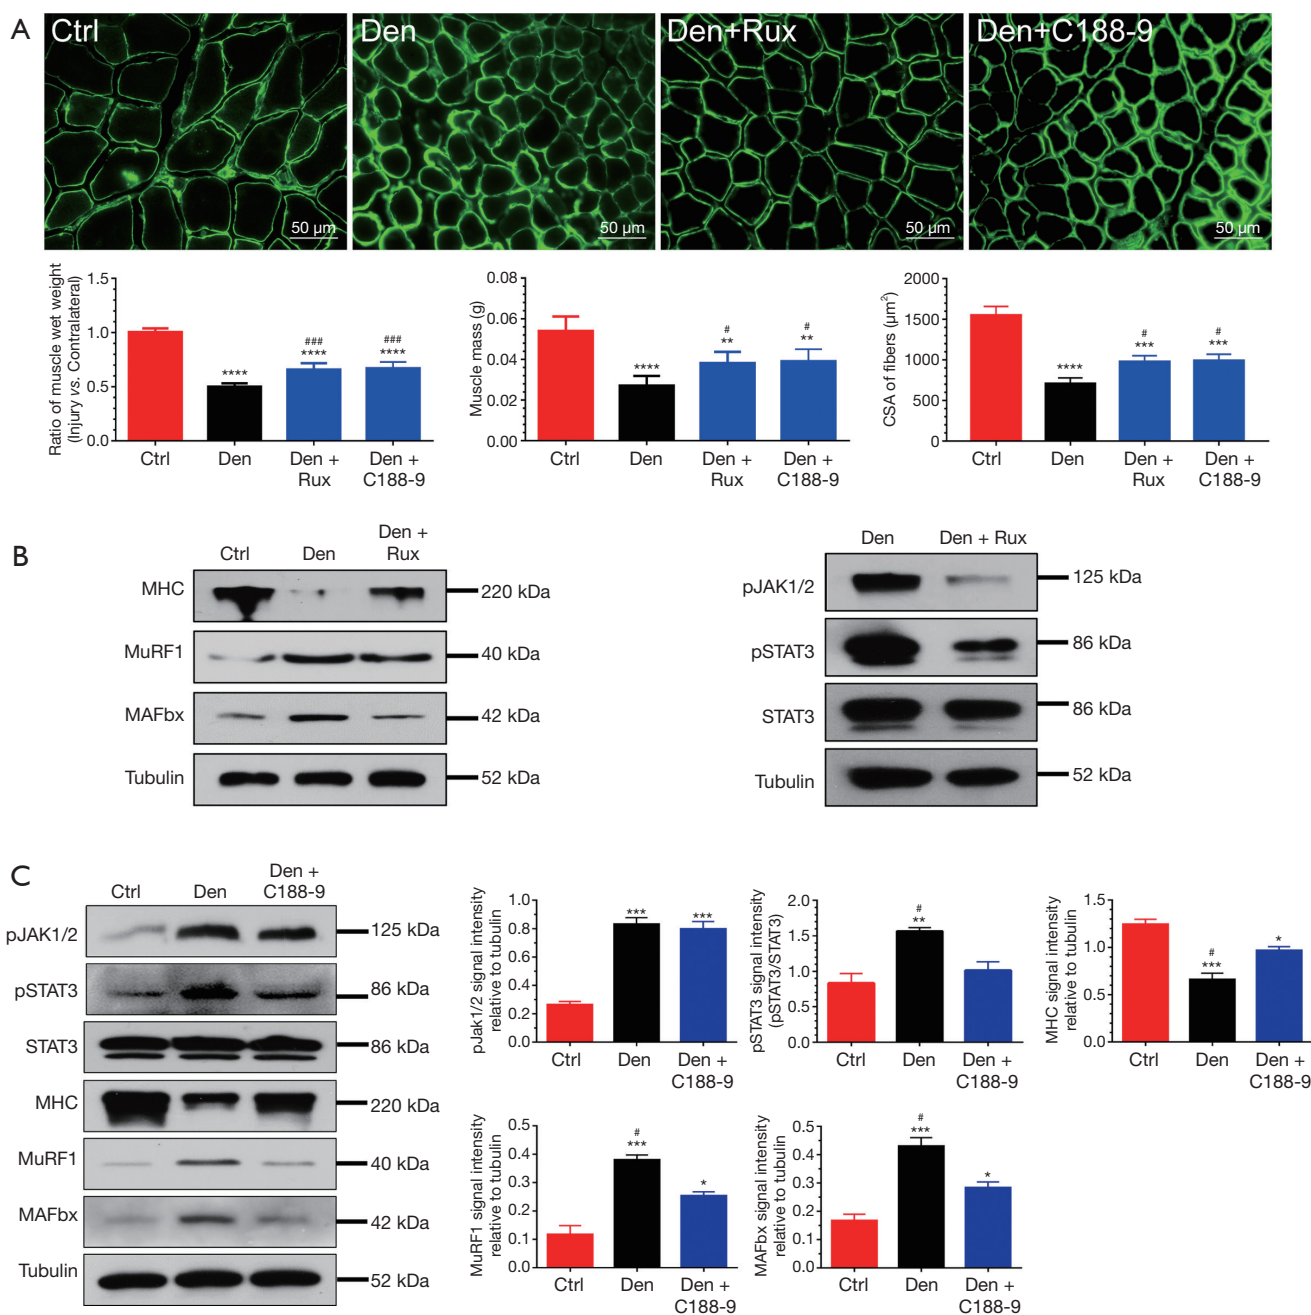 A
Ctrl
Den
Den+Rux
Den+C188-9
50 µm
50 µm
50 µm
50 µm
Ratio of muscle wet weight
(Injury vs. Contralateral)
1.5
1.0
0.5
0.0
****
###
****
###
****
Ctrl
Den
Den +
Rux
Den +
C188-9
Muscle mass (g)
0.08
0.06
0.04
0.02
0.00
****
#
**
#
**
Ctrl
Den
Den +
Rux
Den +
C188-9
CSA of fibers (µm²)
2000
1500
1000
500
0
****
#
***
#
***
Ctrl
Den
Den +
Rux
Den +
C188-9
B
Ctrl
Den
Den +
Rux
MHC
220 kDa
MuRF1
40 kDa
MAFbx
42 kDa
Tubulin
52 kDa
Den
Den + Rux
pJAK1/2
125 kDa
pSTAT3
86 kDa
STAT3
86 kDa
Tubulin
52 kDa
C
Ctrl
Den
Den +
C188-9
pJAK1/2
125 kDa
pSTAT3
86 kDa
STAT3
86 kDa
MHC
220 kDa
MuRF1
40 kDa
MAFbx
42 kDa
Tubulin
52 kDa
pJak1/2 signal intensity
relative to tubulin
1.0
0.8
0.6
0.4
0.2
0.0
***
***
Ctrl
Den
Den +
C188-9
pSTAT3 signal intensity
(pSTAT3/STAT3)
2.0
1.5
1.0
0.5
0.0
#
**
Ctrl
Den
Den +
C188-9
MHC signal intensity
relative to tubulin
1.5
1.0
0.5
0.0
#
***
*
Ctrl
Den
Den +
C188-9
MuRF1 signal intensity
relative to tubulin
0.5
0.4
0.3
0.2
0.1
0.0
#
***
*
Ctrl
Den
Den +
C188-9
MAFbx signal intensity
relative to tubulin
0.5
0.4
0.3
0.2
0.1
0.0
#
***
*
Ctrl
Den
Den +
C188-9